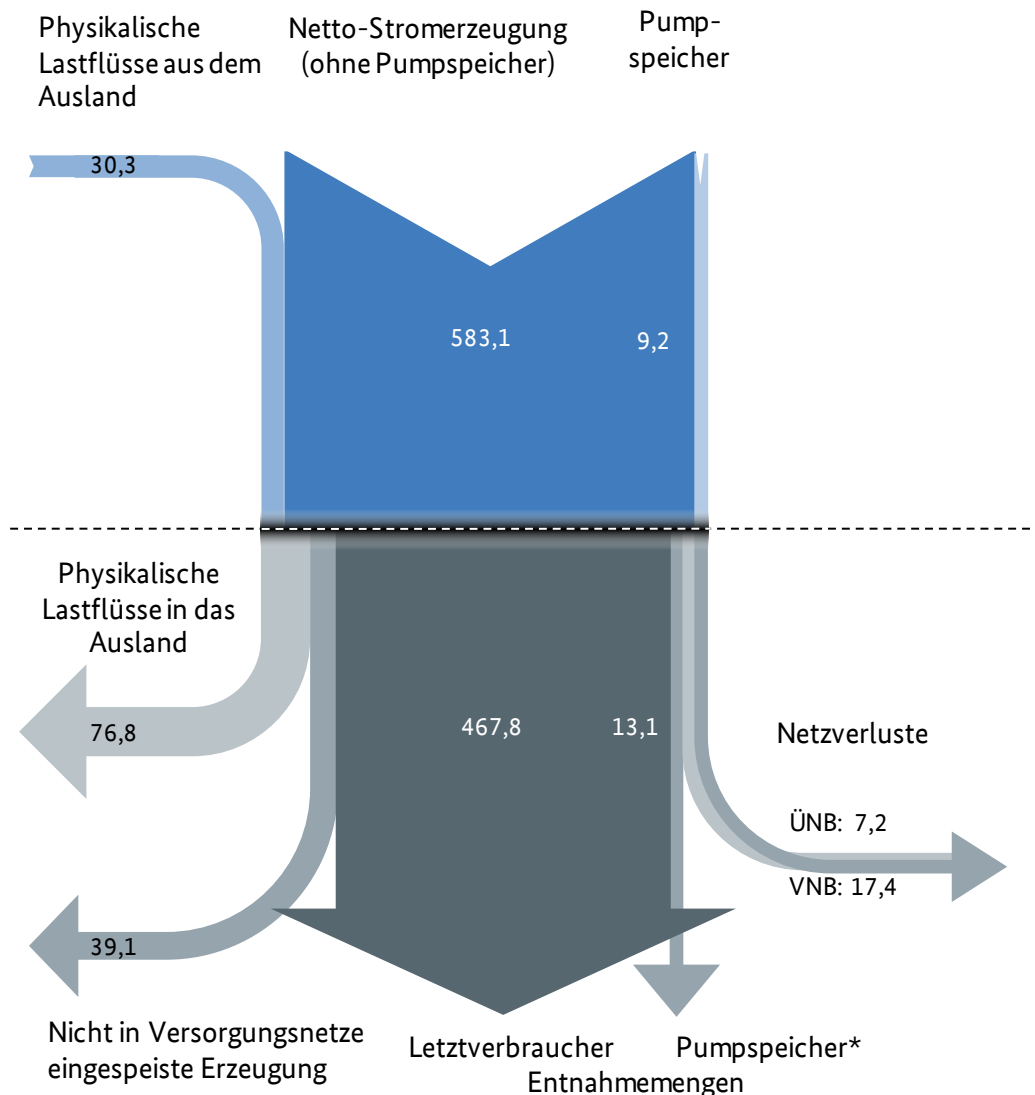 Physikalische
Lastflüsse aus dem
Ausland
Netto-Stromerzeugung
(ohne Pumpspeicher)
Pump-
speicher
30,3
583,1
9,2
Physikalische
Lastflüsse in das
Ausland
76,8
467,8
13,1
Netzverluste
ÜNB: 7,2
VNB: 17,4
39,1
Nicht in Versorgungsnetze
eingespeiste Erzeugung
Letztverbraucher
Pumpspeicher*
Entnahmemengen